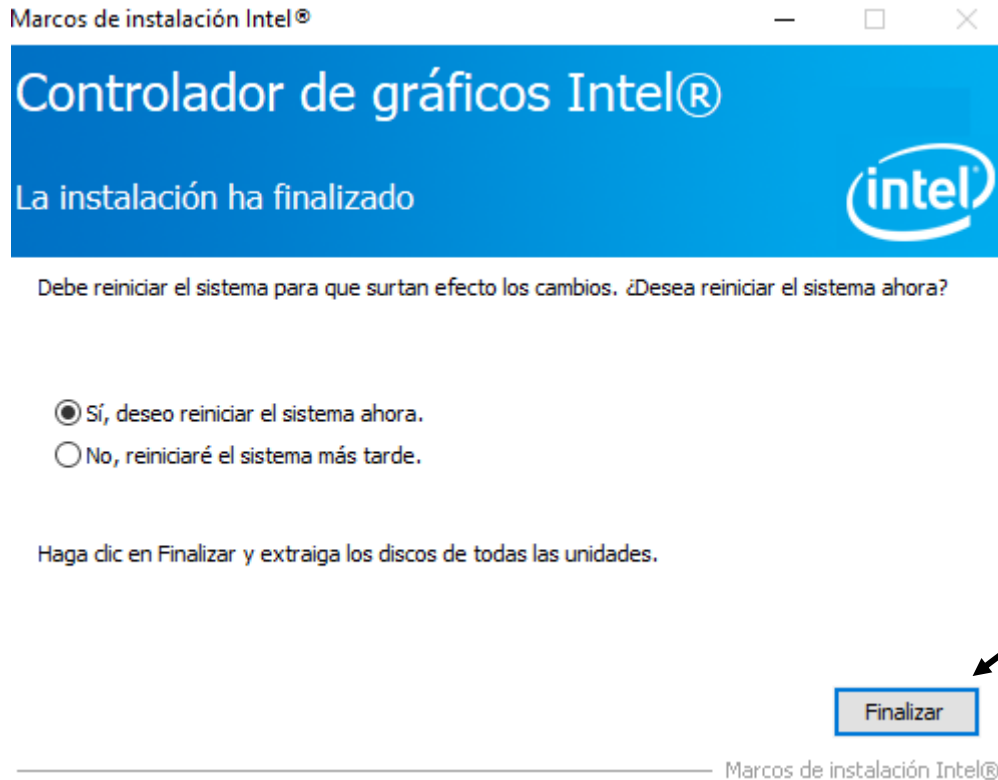 Marcos de instalación Intel®
Controlador de gráficos Intel®
La instalación ha finalizado
intel
Debe reiniciar el sistema para que surtan efecto los cambios. ¿Desea reiniciar el sistema ahora?
Sí, deseo reiniciar el sistema ahora.
No, reiniciaré el sistema más tarde.
Haga clic en Finalizar y extraiga los discos de todas las unidades.
Finalizar
Marcos de instalación Intel®